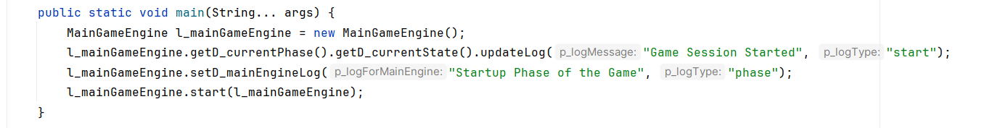 public static void main(String... args) {
    MainGameEngine l_mainGameEngine = new MainGameEngine();
    l_mainGameEngine.getD_currentPhase().getD_currentState().updateLog( p_logMessage: "Game Session Started", p_logType: "start");
    l_mainGameEngine.setD_mainEngineLog( p_logForMainEngine: "Startup Phase of the Game", p_logType: "phase");
    l_mainGameEngine.start(l_mainGameEngine);
}